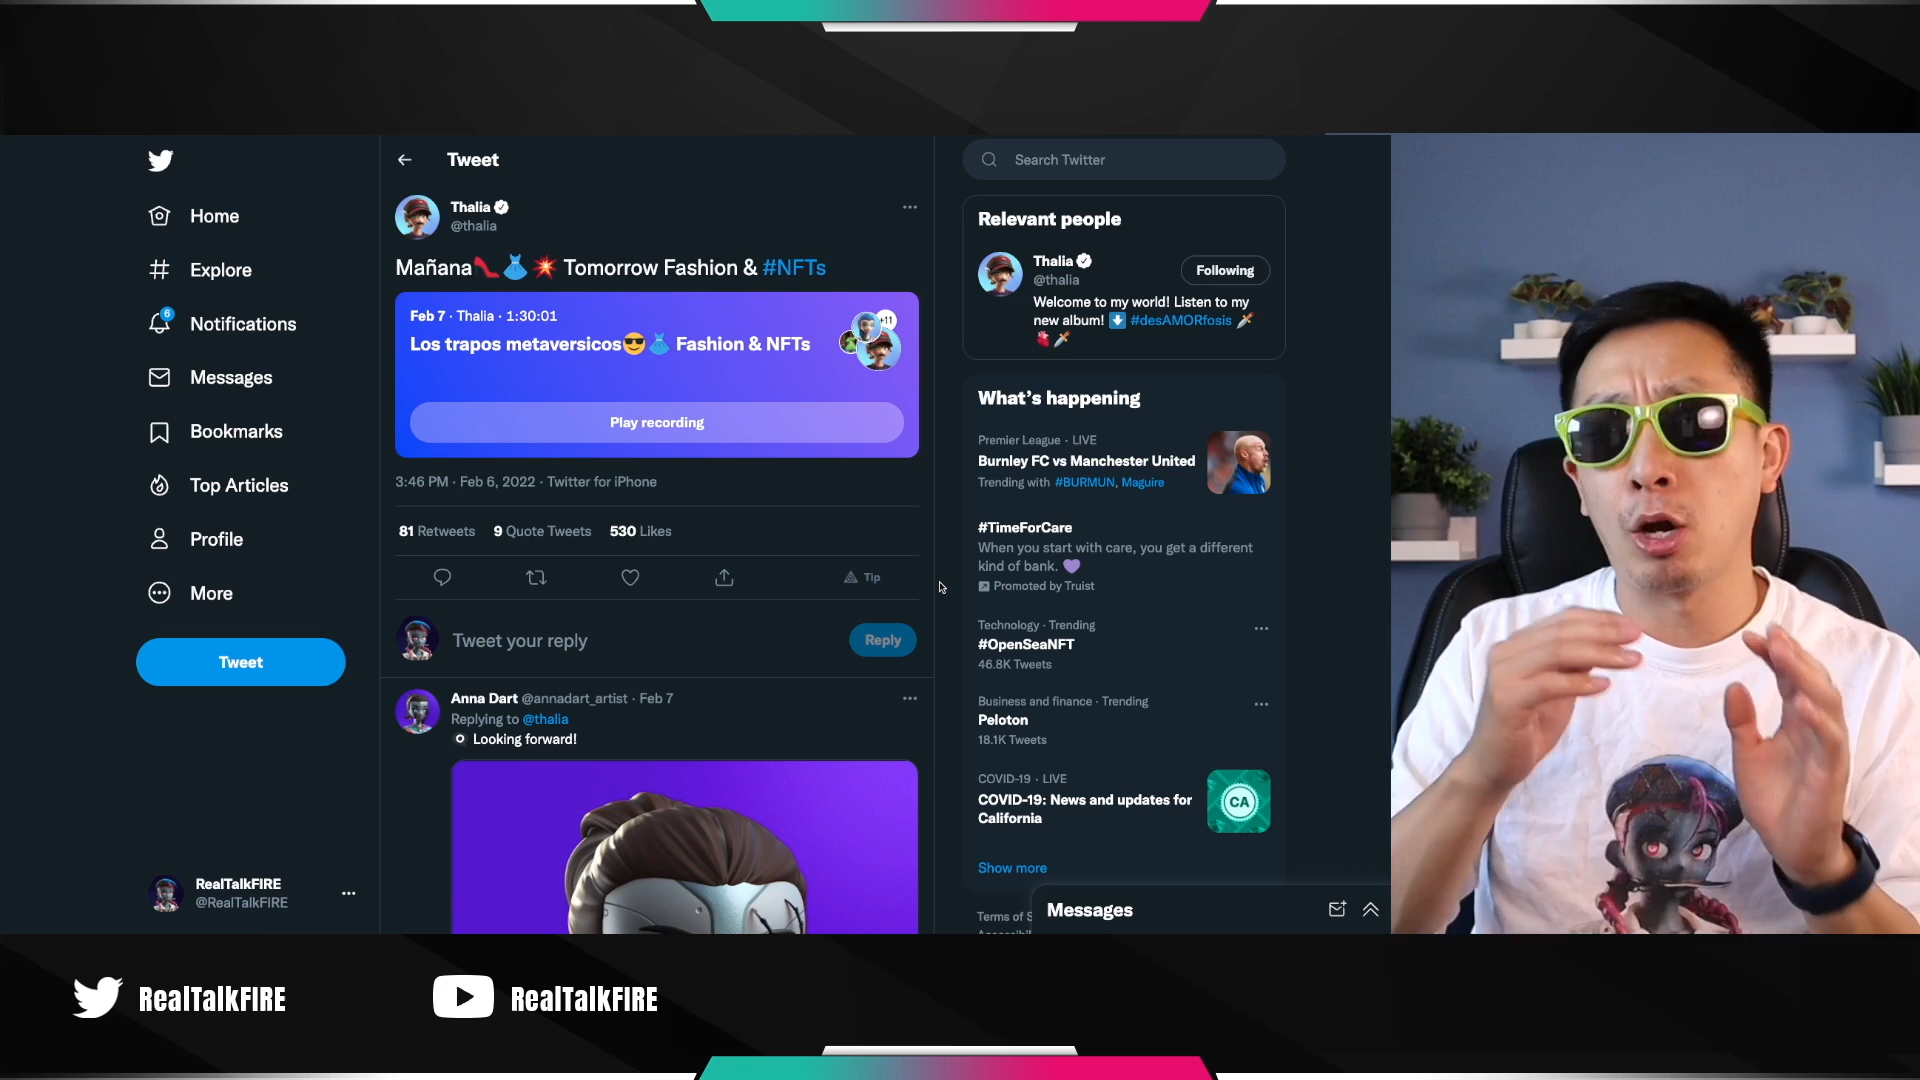 Home
Explore
6
Notifications
Messages
Bookmarks
Top Articles
Profile
More
Tweet
RealTalkFIRE
@RealTalkFIRE
Tweet
Thalia
@thalia
Mañana👠👗💥 Tomorrow Fashion & #NFTs
Feb 7 · Thalia · 1:30:01
+11
Los trapos metaversicos😎👗 Fashion & NFTs
Play recording
3:46 PM · Feb 6, 2022 · Twitter for iPhone
81 Retweets 9 Quote Tweets 530 Likes
Tip
Tweet your reply
Reply
Anna Dart @annadart_artist · Feb 7
Replying to @thalia
Looking forward!
Search Twitter
Relevant people
Thalia
@thalia
Following
Welcome to my world! Listen to my
new album! ⬇️ #desAMORfosis 🗡️
🫀🗡️
What's happening
Premier League · LIVE
Burnley FC vs Manchester United
Trending with #BURMUN, Maguire
#TimeForCare
When you start with care, you get a different
kind of bank. 💜
Promoted by Truist
Technology · Trending
#OpenSeaNFT
46.8K Tweets
Business and finance · Trending
Peloton
18.1K Tweets
COVID-19 · LIVE
COVID-19: News and updates for
California
CA
Show more
Terms of S
Messages
RealTalkFIRE
RealTalkFIRE